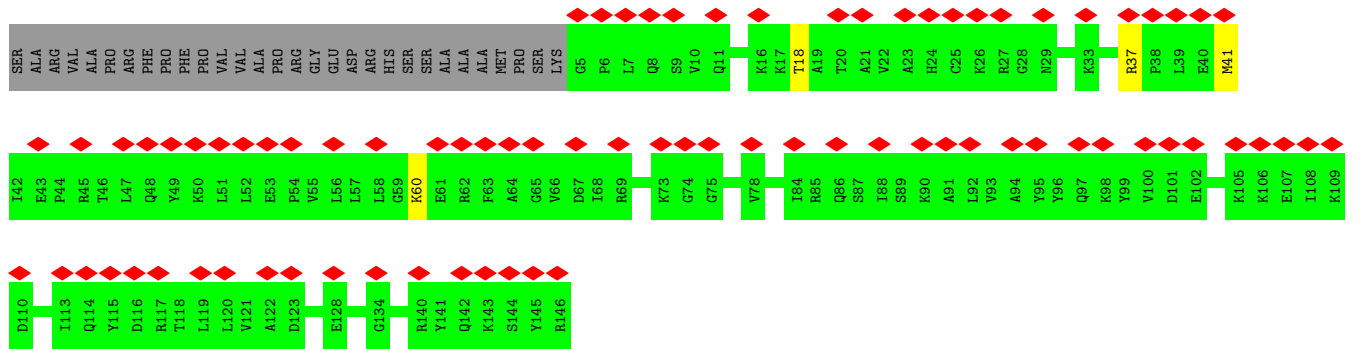 SER ALA ARG VAL ALA PRO ARG PHE PRO PHE PRO VAL VAL ALA PRO ARG GLY GLU ASP ARG HIS SER SER ALA ALA ALA MET PRO SER LYS G5 P6 L7 Q8 S9 V10 Q11 K16 K17 T18 A19 T20 A21 V22 A23 H24 C25 K26 R27 G28 N29 K33 R37 P38 L39 E40 M41
I42 E43 P44 R45 T46 L47 Q48 Y49 K50 L51 L52 E53 P54 V55 L56 L57 L58 G59 K60 E61 R62 F63 A64 G65 V66 D67 I68 R69 K73 G74 G75 V78 I84 R85 Q86 S87 I88 S89 K90 A91 L92 V93 A94 Y95 Y96 Q97 K98 Y99 V100 D101 E102 K105 K106 E107 I108 K109
D110 I113 Q114 Y115 D116 R117 T118 L119 L120 V121 A122 D123 E128 G134 R140 Y141 Q142 K143 S144 Y145 R146